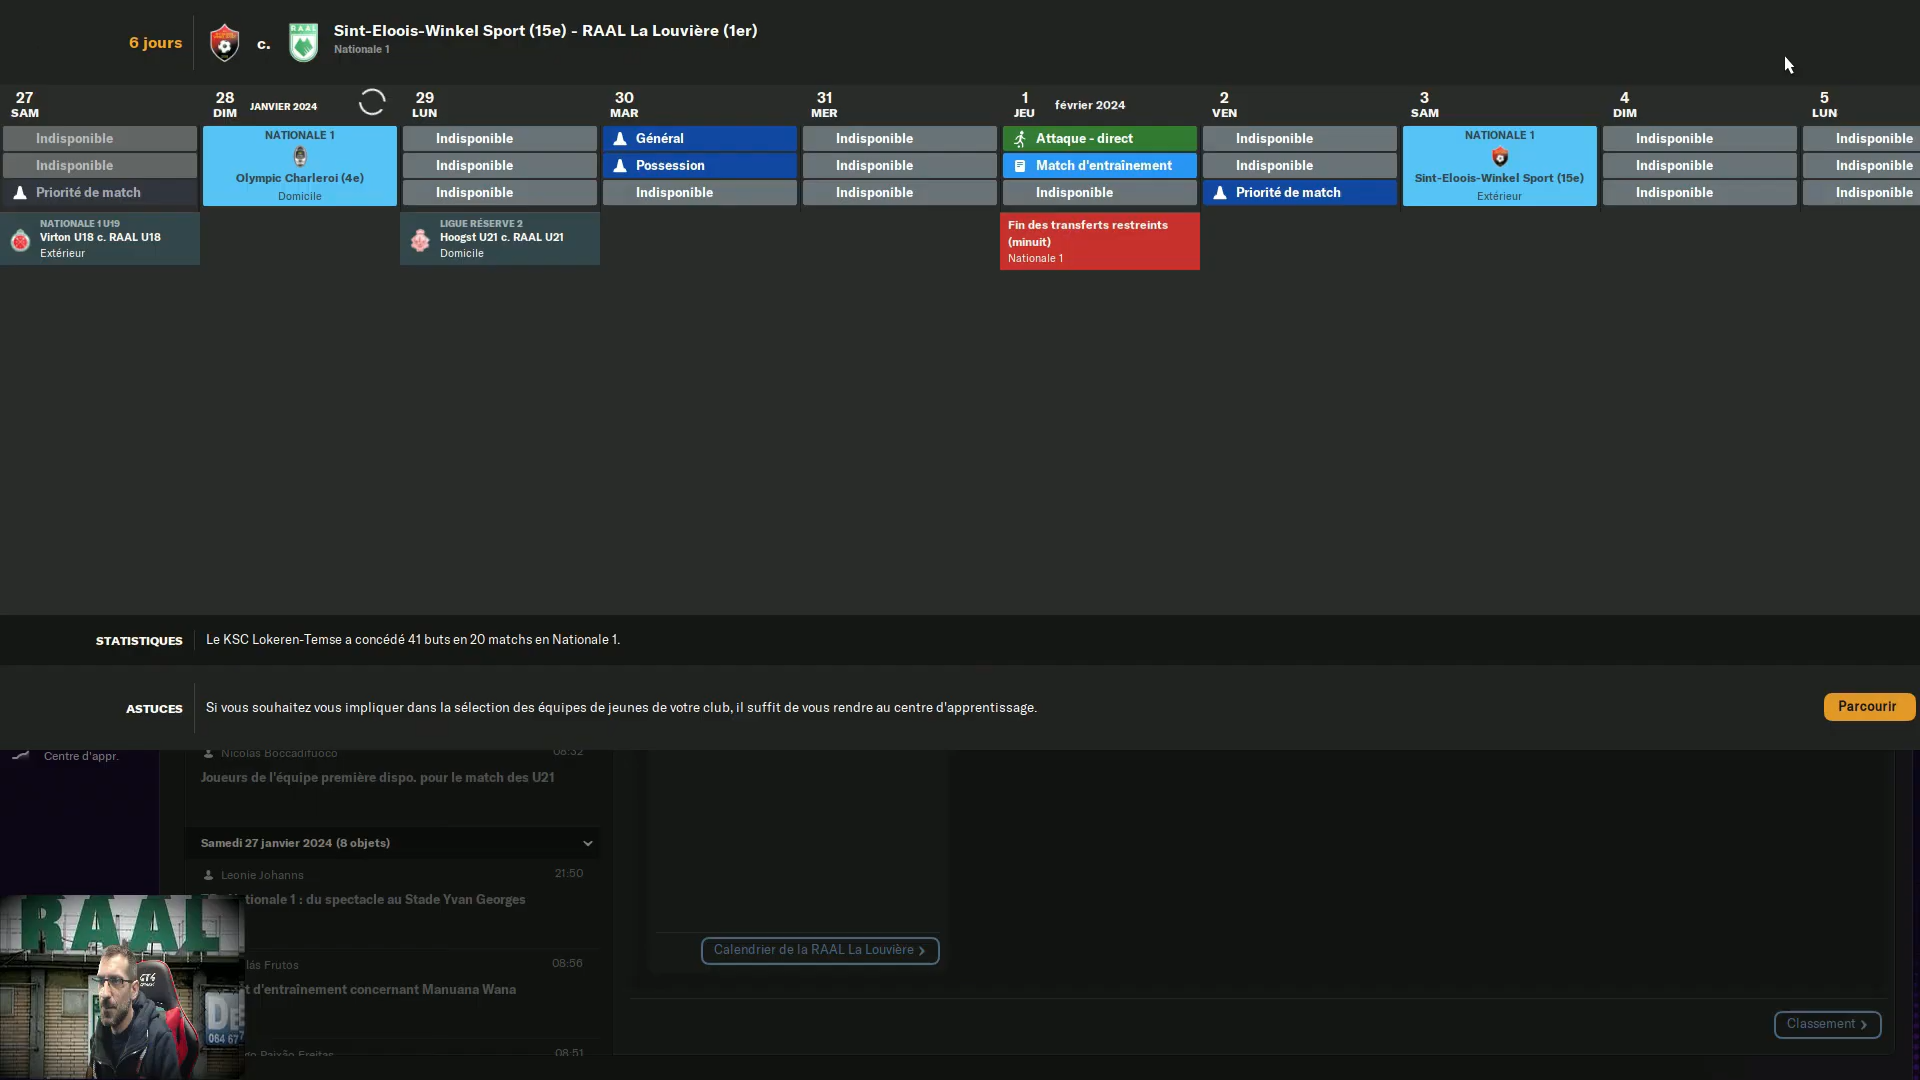 6 jours
c.
Sint-Eloois-Winkel Sport (15e) - RAAL La Louvière (1er)
Nationale 1
27
SAM
28
DIM
JANVIER 2024
29
LUN
30
MAR
31
MER
1
JEU
février 2024
2
VEN
3
SAM
4
DIM
5
LUN
Indisponible
Indisponible
Priorité de match
NATIONALE 1
Olympic Charleroi (4e)
Domicile
Indisponible
Indisponible
Indisponible
Général
Possession
Indisponible
Indisponible
Indisponible
Indisponible
Attaque - direct
Match d'entraînement
Indisponible
Indisponible
Indisponible
Priorité de match
NATIONALE 1
Sint-Eloois-Winkel Sport (15e)
Extérieur
Indisponible
Indisponible
Indisponible
Indisponible
Indisponible
Indisponible
NATIONALE 1 U19
Virton U18 c. RAAL U18
Extérieur
LIGUE RÉSERVE 2
Hoogst U21 c. RAAL U21
Domicile
Fin des transferts restreints
(minuit)
Nationale 1
STATISTIQUES
Le KSC Lokeren-Temse a concédé 41 buts en 20 matchs en Nationale 1.
ASTUCES
Si vous souhaitez vous impliquer dans la sélection des équipes de jeunes de votre club, il suffit de vous rendre au centre d'apprentissage.
Parcourir
Centre d'appr.
Nicolas Boccadifuoco
08:32
Joueurs de l'équipe première dispo. pour le match des U21
Samedi 27 janvier 2024 (8 objets)
Leonie Johanns
21:50
tionale 1 : du spectacle au Stade Yvan Georges
lás Frutos
08:56
t d'entraînement concernant Manuana Wana
go Paixão Freitas
08:51
Calendrier de la RAAL La Louvière
Classement
RAAL